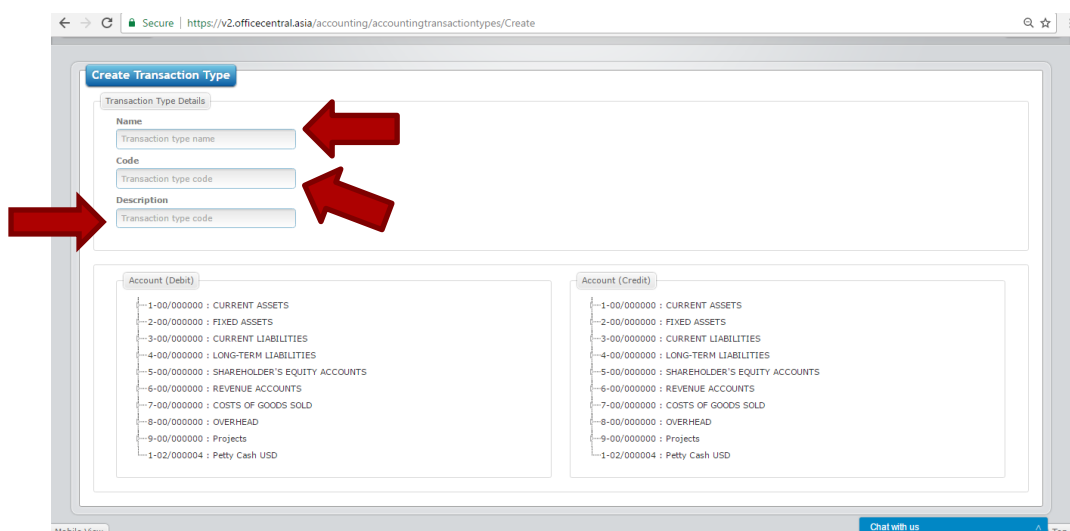 Secure | https://v2.officecentral.asia/accounting/accountingtransactiontypes/Create
Create Transaction Type
Transaction Type Details
Name
Transaction type name
Code
Transaction type code
Description
Transaction type code
Account (Debit)
1-00/000000 : CURRENT ASSETS
2-00/000000 : FIXED ASSETS
3-00/000000 : CURRENT LIABILITIES
4-00/000000 : LONG-TERM LIABILITIES
5-00/000000 : SHAREHOLDER'S EQUITY ACCOUNTS
6-00/000000 : REVENUE ACCOUNTS
7-00/000000 : COSTS OF GOODS SOLD
8-00/000000 : OVERHEAD
9-00/000000 : Projects
1-02/000004 : Petty Cash USD
Account (Credit)
1-00/000000 : CURRENT ASSETS
2-00/000000 : FIXED ASSETS
3-00/000000 : CURRENT LIABILITIES
4-00/000000 : LONG-TERM LIABILITIES
5-00/000000 : SHAREHOLDER'S EQUITY ACCOUNTS
6-00/000000 : REVENUE ACCOUNTS
7-00/000000 : COSTS OF GOODS SOLD
8-00/000000 : OVERHEAD
9-00/000000 : Projects
1-02/000004 : Petty Cash USD
Mobile View
Chat with us